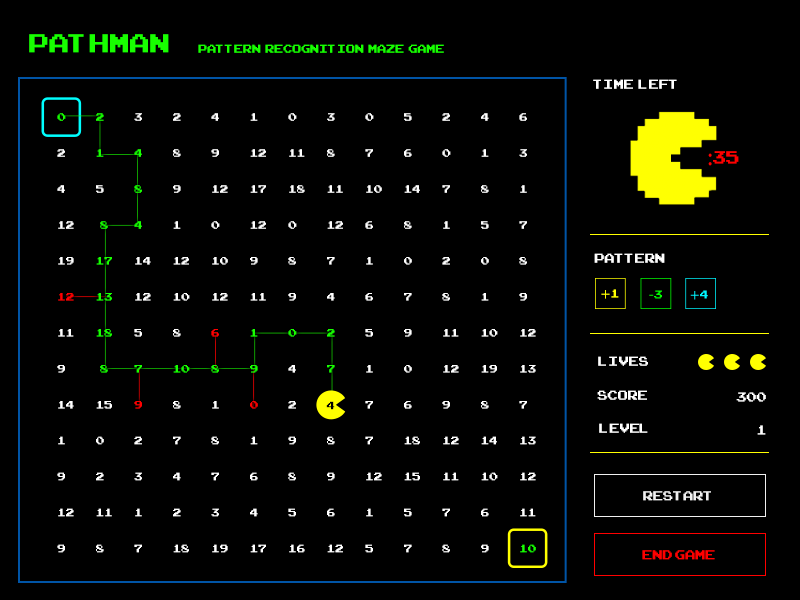 PATHMAN PATTERN RECOGNITION MAZE GAME
TIME LEFT
:35
0 2 3 2 4 1 0 3 0 5 2 4 6
2 1 4 8 9 12 11 8 7 6 0 1 3
4 5 8 9 12 17 18 11 10 14 7 8 1
12 8 4 1 0 12 0 12 6 8 1 5 7
19 17 14 12 10 9 8 7 1 0 2 0 8
12 13 12 10 12 11 9 4 6 7 8 1 9
11 18 5 8 6 1 0 2 5 9 11 10 12
9 8 7 10 8 9 4 7 1 0 12 19 13
14 15 9 8 1 0 2 4 7 6 9 8 7
1 0 2 7 8 1 9 8 7 18 12 14 13
9 2 3 4 7 6 8 9 12 15 11 10 12
12 11 1 2 3 4 5 6 1 5 7 6 11
9 8 7 18 19 17 16 12 5 7 8 9 10
PATTERN
+1 -3 +4
LIVES
SCORE 300
LEVEL 1
RESTART
END GAME